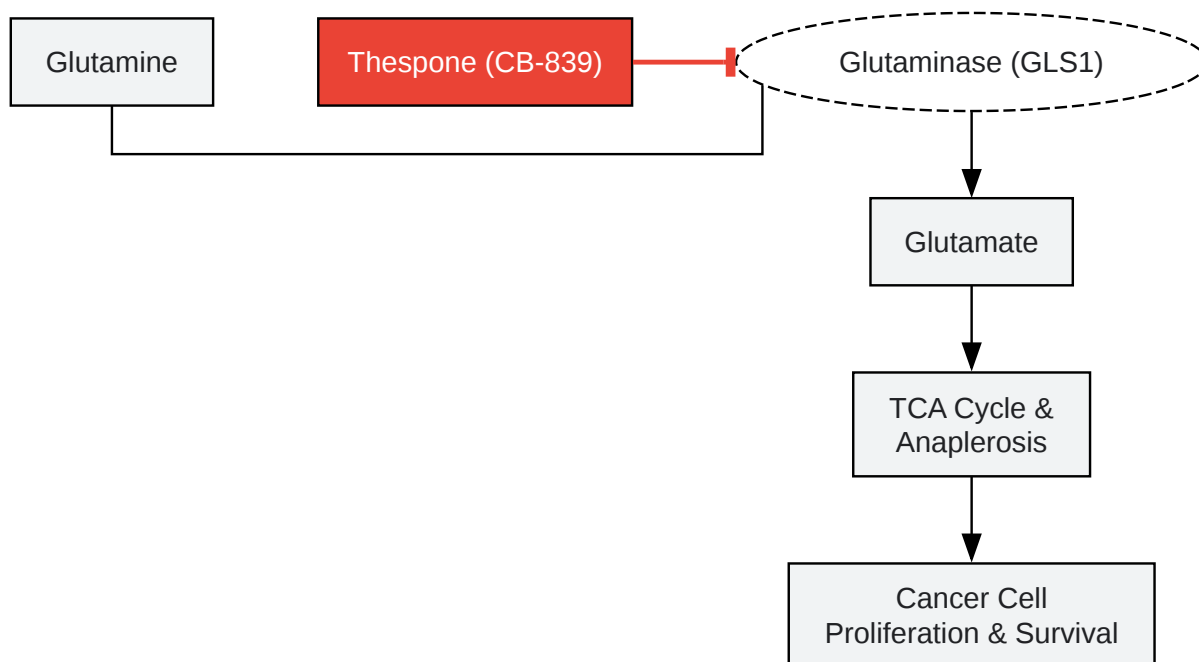 Glutamine
Thespone (CB-839)
Glutaminase (GLS1)
Glutamate
TCA Cycle &
Anaplerosis
Cancer Cell
Proliferation & Survival